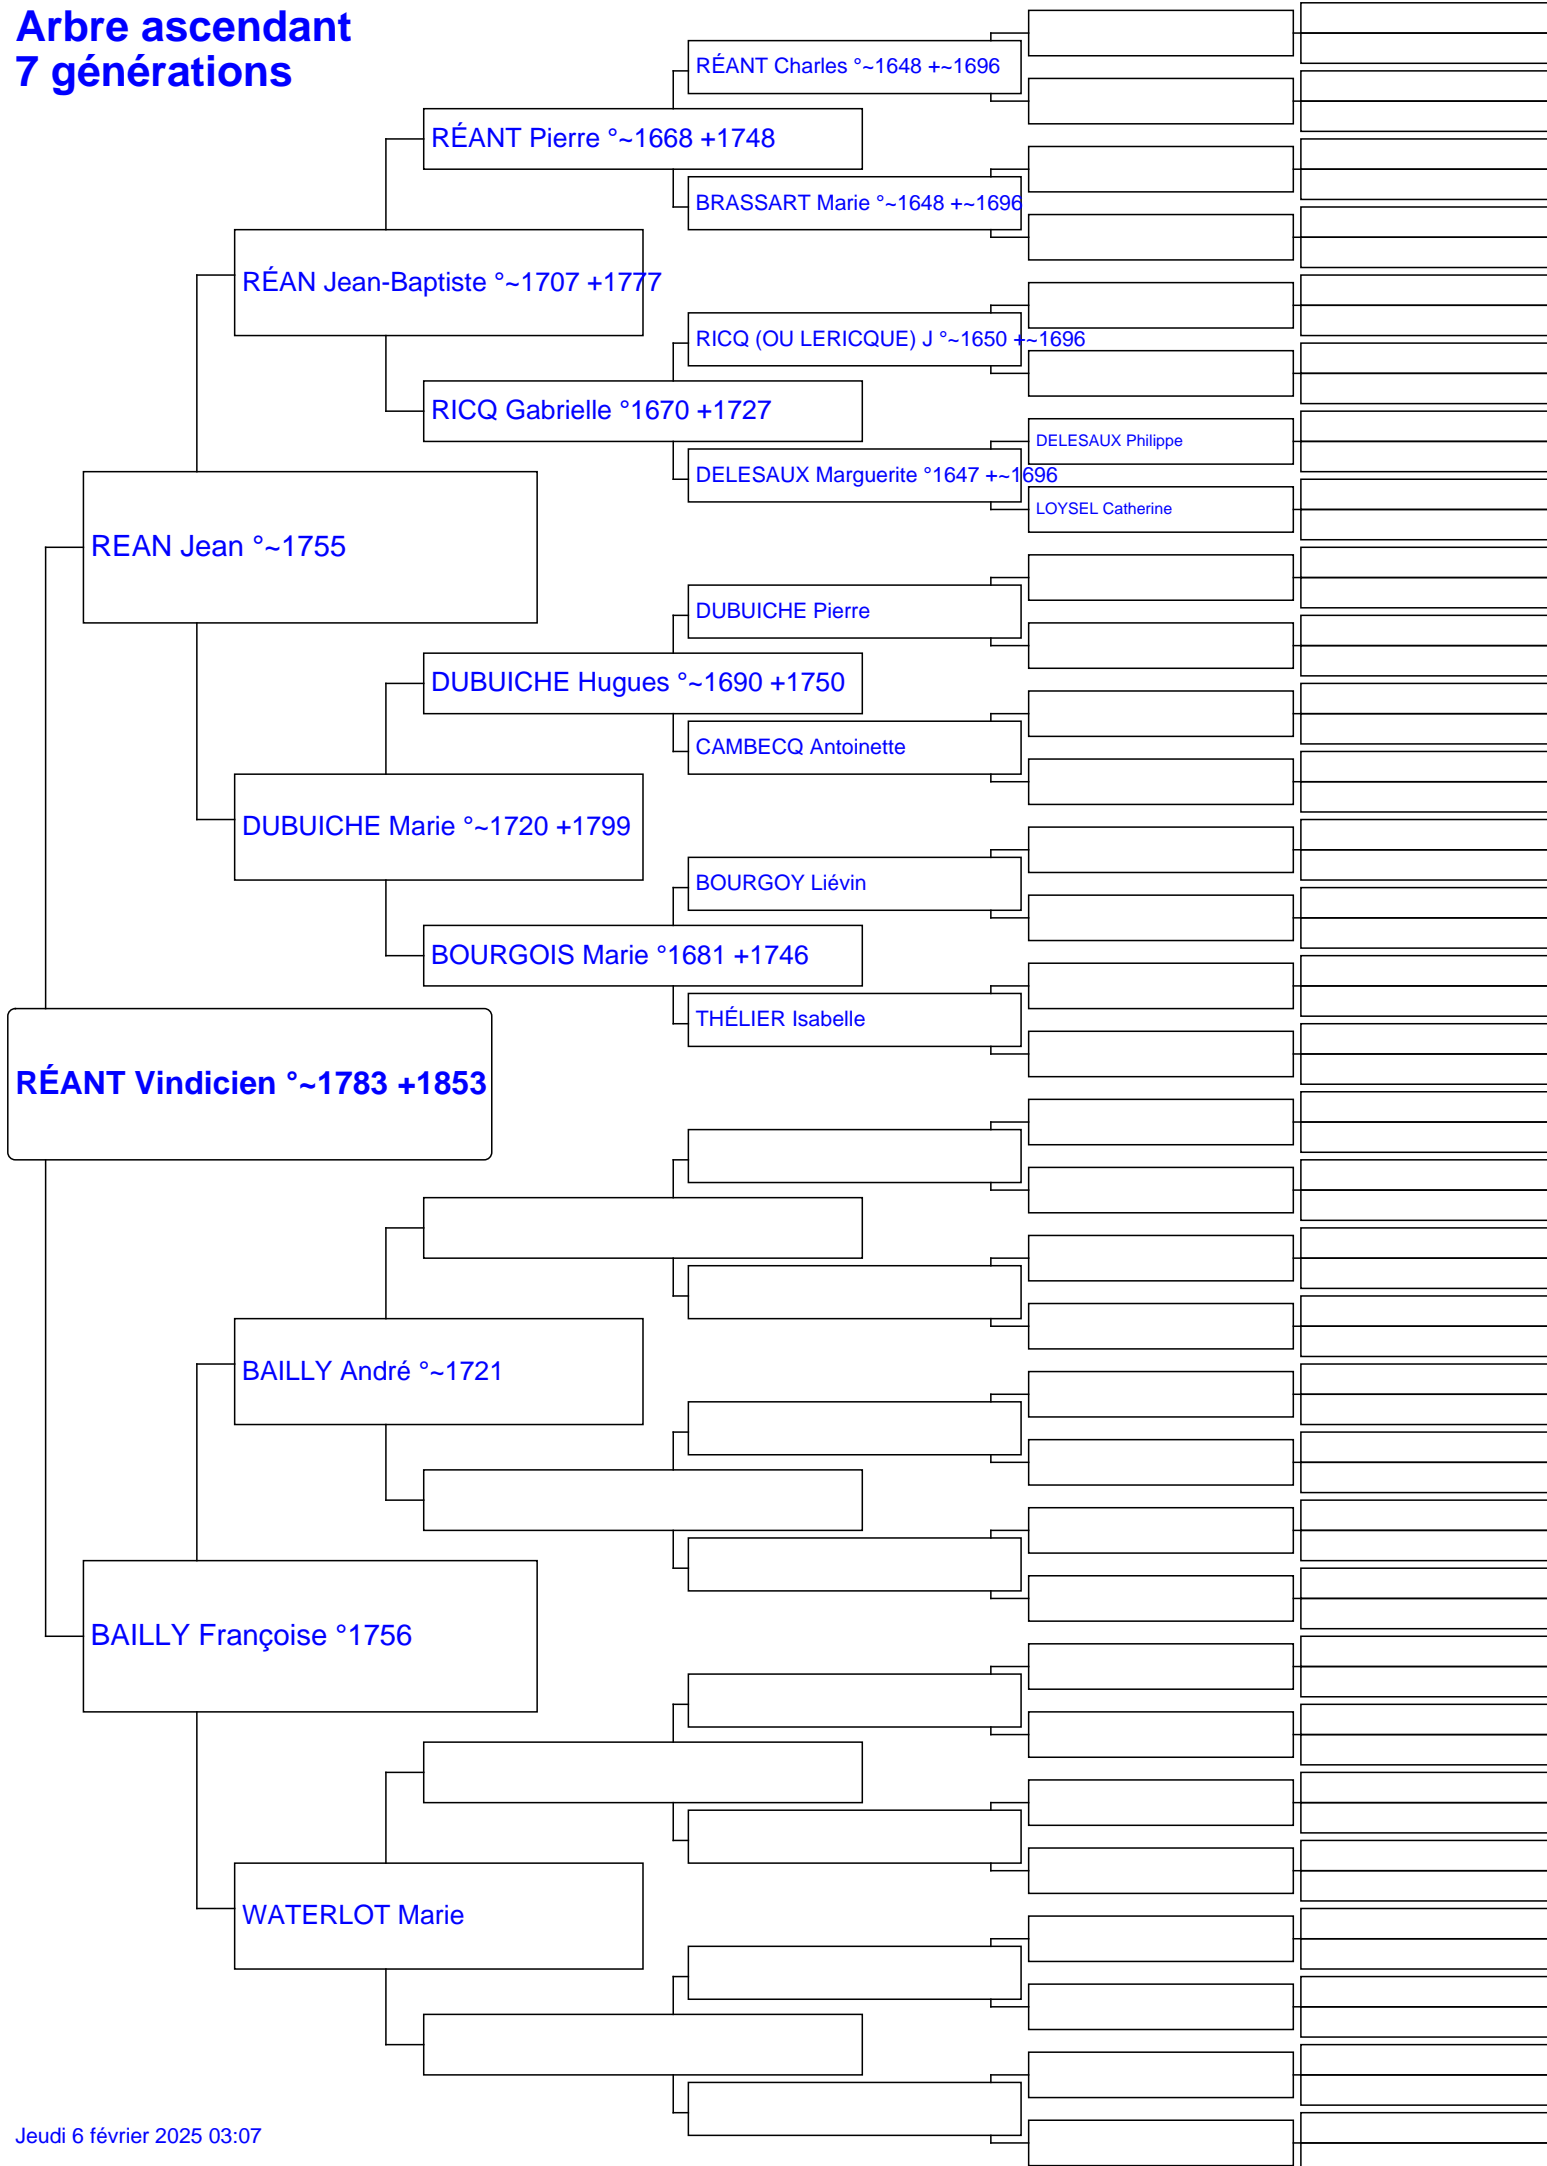 Arbre ascendant
7 générations
RÉANT Charles °~1648 +~1696
RÉANT Pierre °~1668 +1748
BRASSART Marie °~1648 +~1696
RÉAN Jean-Baptiste °~1707 +1777
RICQ (OU LERICQUE) J °~1650 +~1696
RICQ Gabrielle °1670 +1727
DELESAUX Philippe
DELESAUX Marguerite °1647 +~1696
LOYSEL Catherine
REAN Jean °~1755
DUBUICHE Pierre
DUBUICHE Hugues °~1690 +1750
CAMBECQ Antoinette
DUBUICHE Marie °~1720 +1799
BOURGOY Liévin
BOURGOIS Marie °1681 +1746
THÉLIER Isabelle
RÉANT Vindicien °~1783 +1853
BAILLY André °~1721
BAILLY Françoise °1756
WATERLOT Marie
Jeudi 6 février 2025 03:07